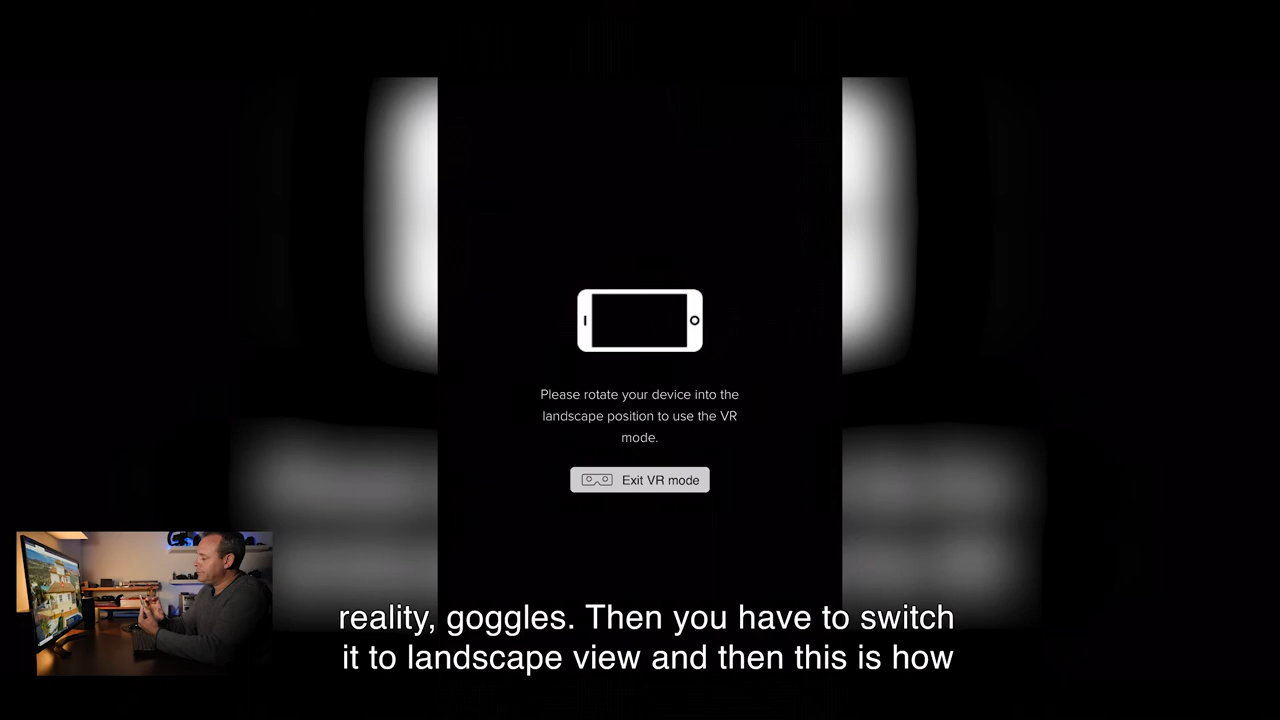 Please rotate your device into the
landscape position to use the VR
mode.
Exit VR mode
reality, goggles. Then you have to switch
it to landscape view and then this is how